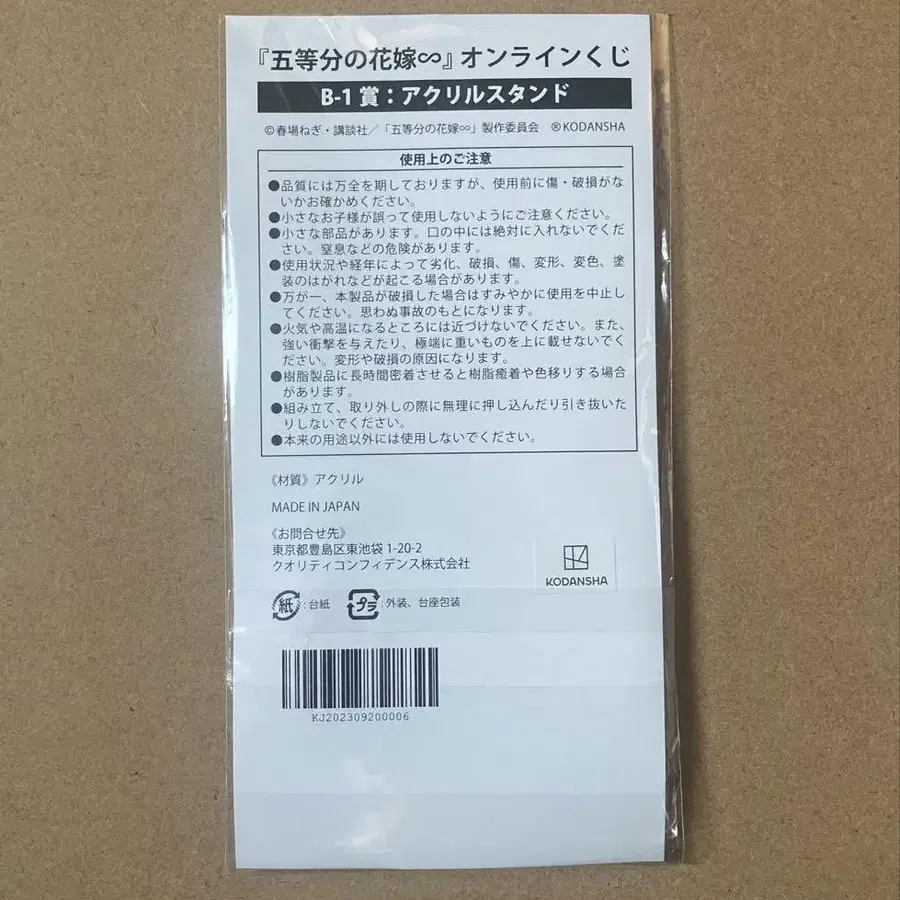 『五等分の花嫁∽』オンラインくじ
B-1 賞：アクリルスタンド
©春場ねぎ・講談社／「五等分の花嫁∽」製作委員会 ®KODANSHA
使用上のご注意
●品質には万全を期しておりますが、使用前に傷・破損がな
いかお確かめください。
●小さなお子様が誤って使用しないようにご注意ください。
●小さな部品があります。口の中には絶対に入れないでくだ
さい。窒息などの危険があります。
●使用状況や経年によって劣化、破損、傷、変形、変色、塗
装のはがれなどが起こる場合があります。
●万が一、本製品が破損した場合はすみやかに使用を中止し
てください。思わぬ事故のもとになります。
●火気や高温になるところには近づけないでください。また、
強い衝撃を与えたり、極端に重いものを上に載せないでくだ
さい。変形や破損の原因になります。
●樹脂製品に長時間密着させると樹脂癒着や色移りする場合
があります。
●組み立て、取り外しの際に無理に押し込んだり引き抜いた
りしないでください。
●本来の用途以外には使用しないでください。
《材質》アクリル
MADE IN JAPAN
《お問合せ先》
東京都豊島区東池袋 1-20-2
クオリティコンフィデンス株式会社
KODANSHA
紙：台紙 プラ：外装、台座包装
KJ202309200006